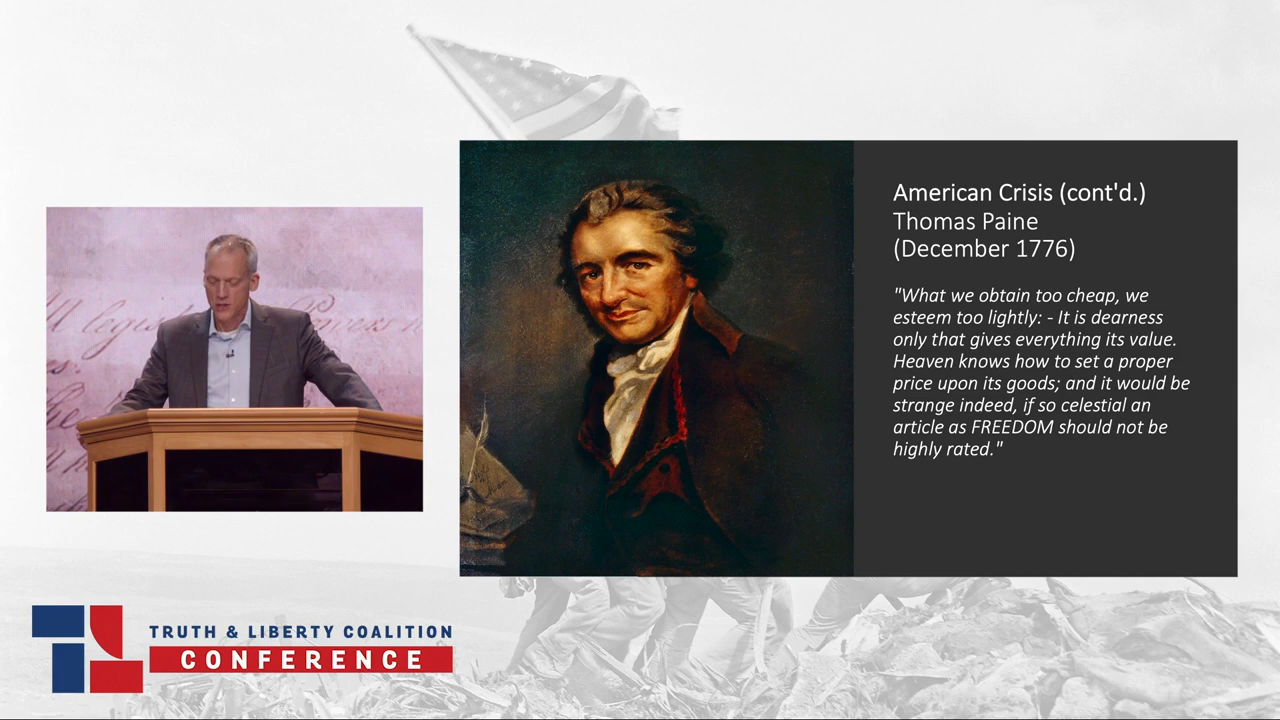 American Crisis (cont'd.)
Thomas Paine
(December 1776)
"What we obtain too cheap, we
esteem too lightly: - It is dearness
only that gives everything its value.
Heaven knows how to set a proper
price upon its goods; and it would be
strange indeed, if so celestial an
article as FREEDOM should not be
highly rated."
TRUTH & LIBERTY COALITION
CONFERENCE